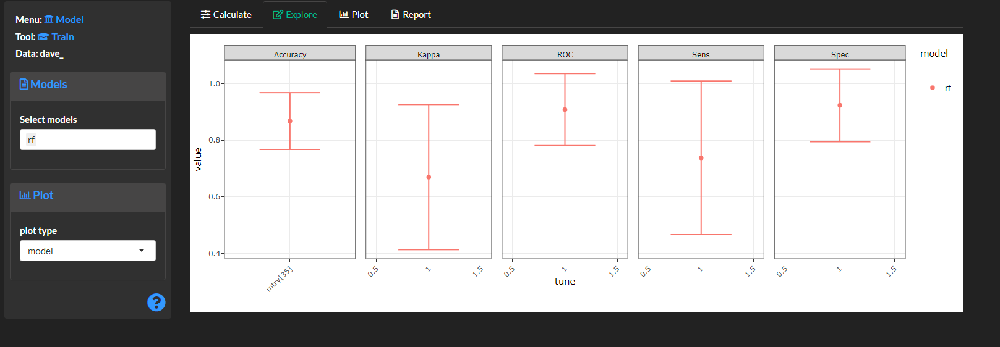 Menu: Model
Tool: Train
Data: dave_
Models
Select models
rf
Plot
plot type
model
?
Calculate
Explore
Plot
Report
Accuracy
Kappa
ROC
Sens
Spec
model
rf
value
1.0
0.8
0.6
0.4
mtry[35]
0.5
1
1.5
0.5
1
1.5
0.5
1
1.5
0.5
1
1.5
tune